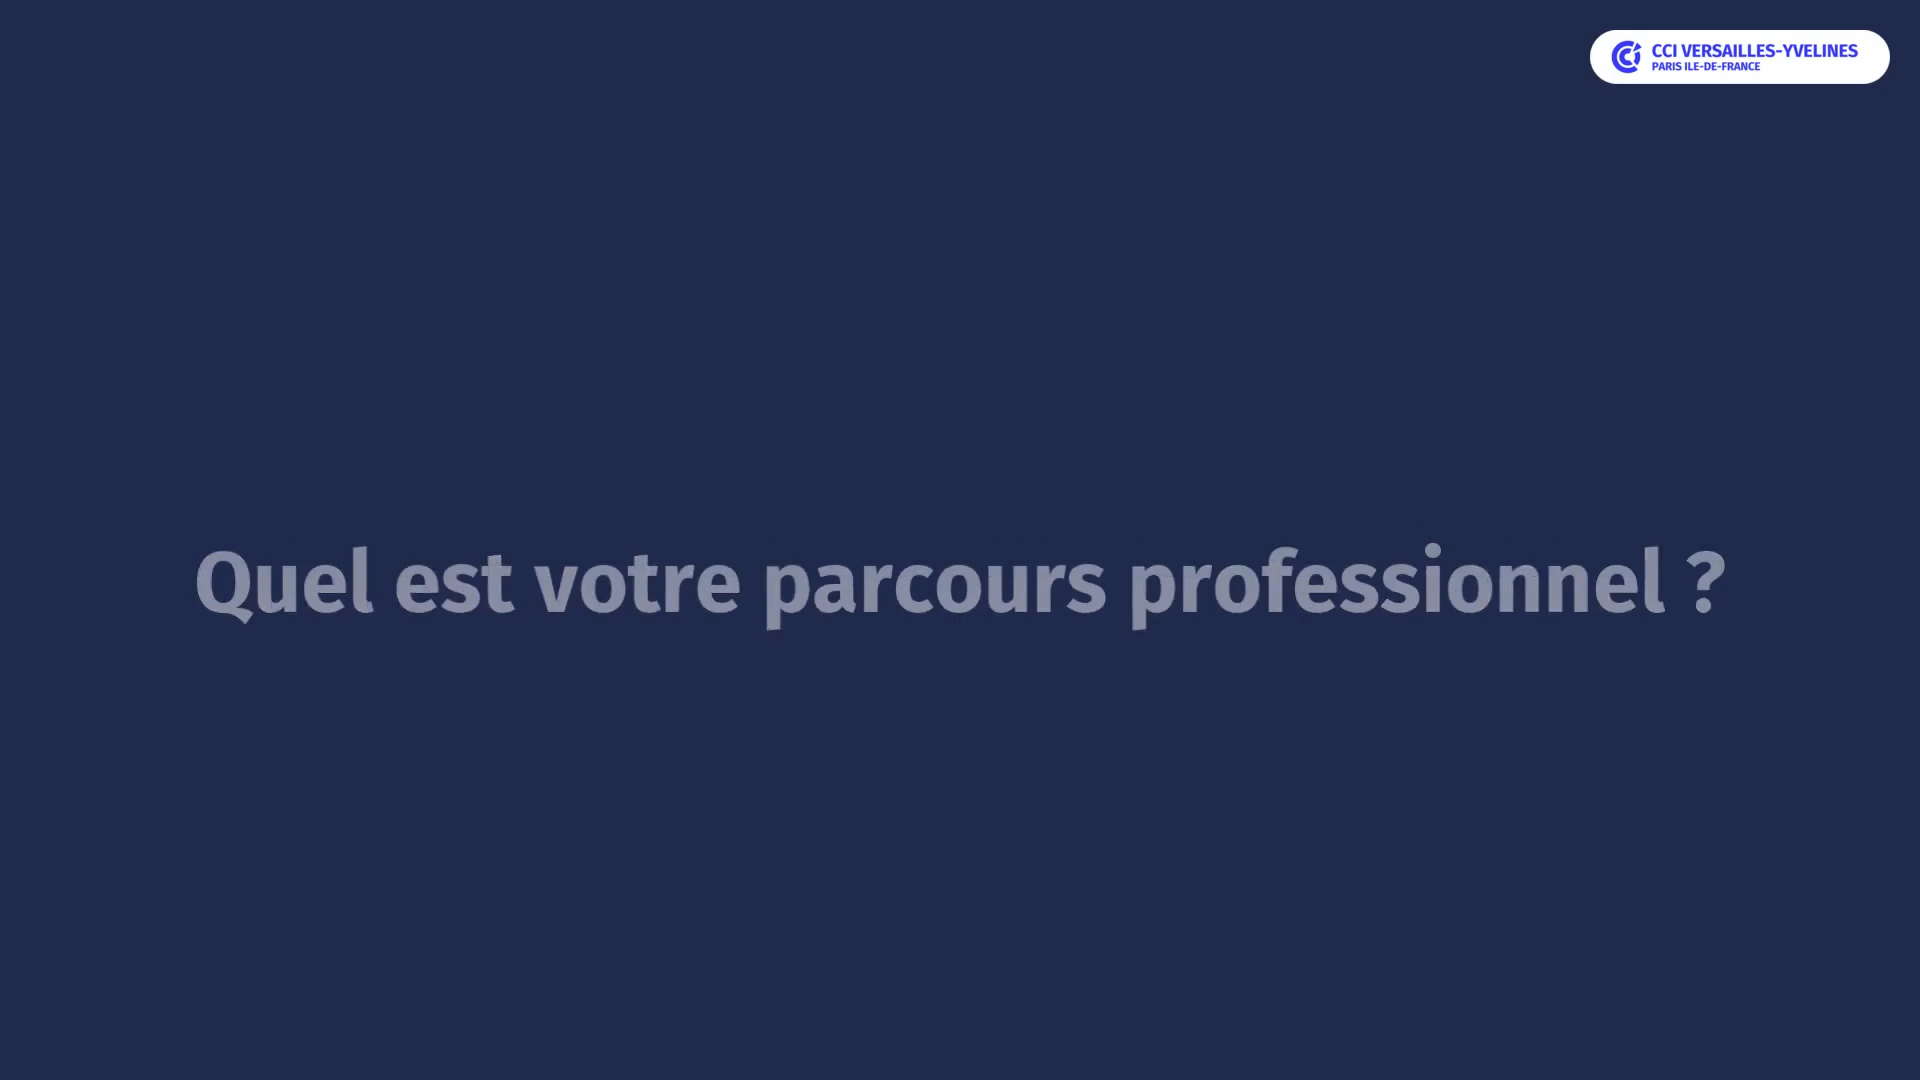 CCI VERSAILLES-YVELINES
PARIS ILE-DE-FRANCE
Quel est votre parcours professionnel ?